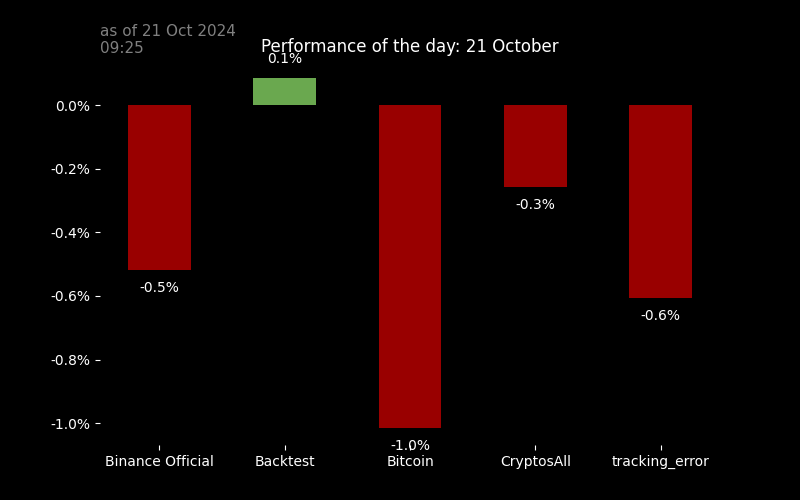 as of 21 Oct 2024
09:25
Performance of the day: 21 October
0.1%
0.0%
-0.2%
-0.3%
-0.4%
-0.5%
-0.6%
-0.6%
-0.8%
-1.0%
-1.0%
Binance Official
Backtest
Bitcoin
CryptosAll
tracking_error